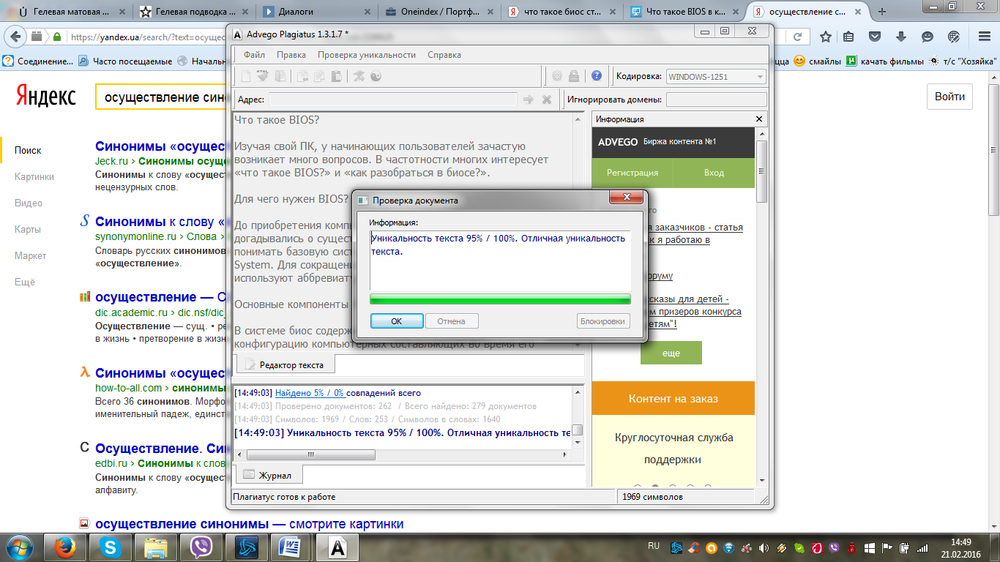 Гелевая матовая ...
Гелевая подводка ...
Диалоги
Oneindex / Портф...
что такое биос ст...
Что такое BIOS в к...
осуществление с...
https://yandex.ua/search/?text=осущес
Соединение...
Часто посещаемые
Начальн
смайлы
качать фильмы
т/с "Хозяйка"
Яндекс
осуществление син
Войти
Поиск
Картинки
Видео
Карты
Маркет
Ещё
Синонимы «осущес
Jeck.ru › Синонимы осущ
Синонимы к слову «осущест
нецензурных слов.
Синонимы к слову «
synonymonline.ru › Слова ›
Словарь русских синонимов
«осуществление».
осуществление — С
dic.academic.ru › dic.nsf/dic_
Осуществление — сущ. • ре
в жизнь • претворение в жизн
Синонимы «осущес
how-to-all.com › синонимы
Всего 36 синонимов. Морфо
именительный падеж, единст
Осуществление. Син
edbi.ru › Синонимы к слов
Синонимы к слову «осущест
алфавиту.
осуществление синонимы — смотрите картинки
Advego Plagiatus 1.3.1.7 *
Файл Правка Проверка уникальности Справка
Кодировка: WINDOWS-1251
Адрес:
Игнорировать домены:
Что такое BIOS?
Изучая свой ПК, у начинающих пользователей зачастую
возникает много вопросов. В частотности многих интересует
«что такое BIOS?» и «как разобраться в биосе?».
Для чего нужен BIOS?
До приобретения компь
догадывались о сущест
понимать базовую сист
System. Для сокращени
используют аббревиату
Основные компоненты
В системе биос содерж
конфигурацию компьютерных составляющих во время его
Редактор текста
Проверка документа
Информация:
Уникальность текста 95% / 100%. Отличная уникальность
текста.
OK
Отмена
Блокировки
[14:49:03] Найдено 5% / 0% совпадений всего
[14:49:03] Проверено документов: 262 / Всего найдено: 279 документов
[14:49:03] Символов: 1969 / Слов: 253 / Символов в словах: 1640
[14:49:03] Уникальность текста 95% / 100%. Отличная уникальность те
Журнал
Плагиатус готов к работе
1969 символов
Информация
ADVEGO Биржа контента №1
Регистрация
Вход
я заказчиков - статья
к я работаю в
оруму
сказы для детей -
м призеров конкурса
етям"!
еще
Контент на заказ
Круглосуточная служба
поддержки
RU
14:49
21.02.2016